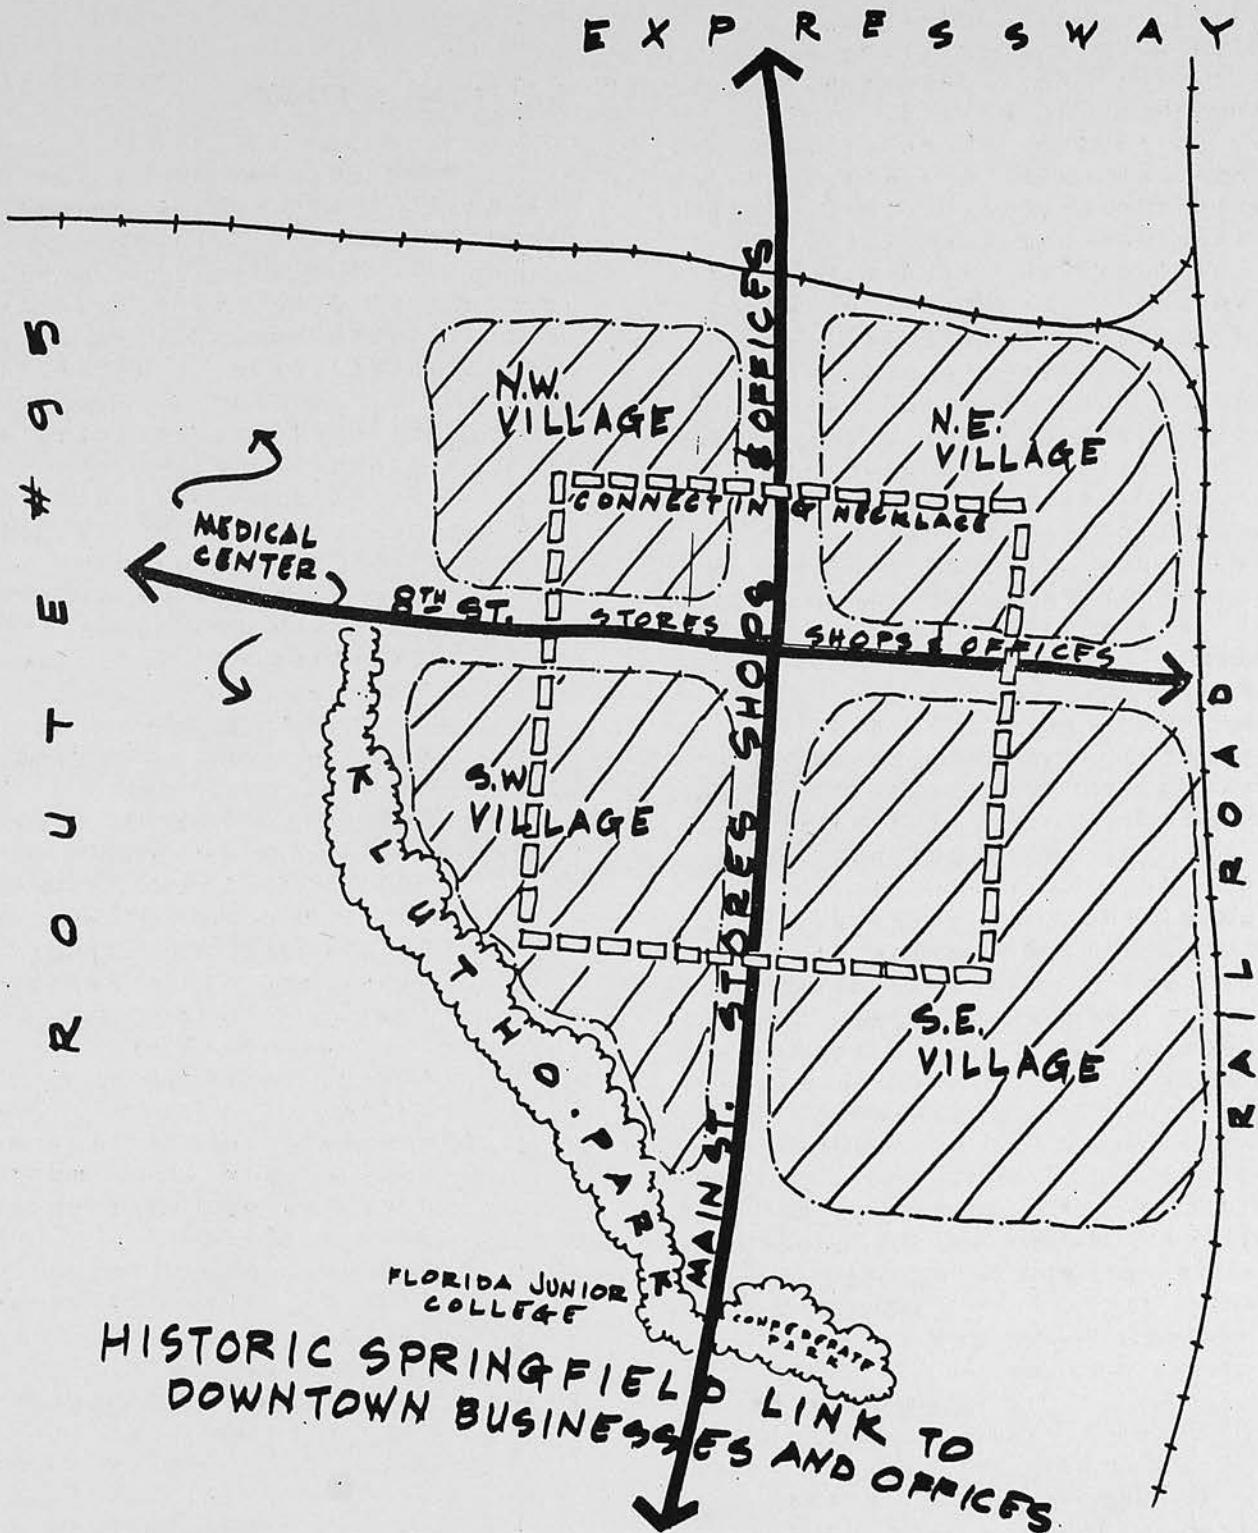 EXPRESSWAY
ROUTE #95
N.W.
VILLAGE
N.E.
VILLAGE
CONNECTING NECKLACE
MEDICAL
CENTER
8TH ST. STORES SHOPS & OFFICES
MAIN ST. STORES SHOPS & OFFICES
S.W.
VILLAGE
S.E.
VILLAGE
RAILROAD
KLUTHO PARK
FLORIDA JUNIOR
COLLEGE
CONFEDERATE
PARK
HISTORIC SPRINGFIELD LINK TO
DOWNTOWN BUSINESSES AND OFFICES